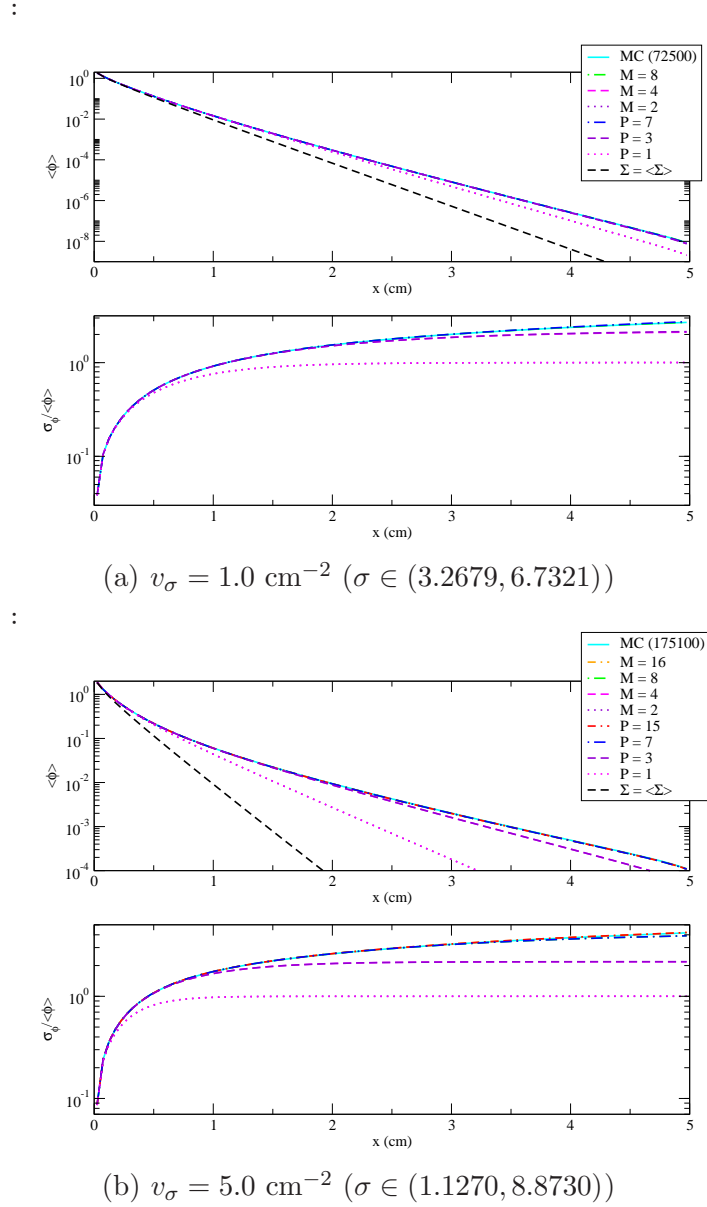 :
MC (72500)
M = 8
M = 4
M = 2
P = 7
P = 3
P = 1
Σ = <Σ>
10^0
10^-2
10^-4
10^-6
10^-8
<ϕ>
0 1 2 3 4 5
x (cm)
10^0
10^-1
σ_ϕ/<ϕ>
0 1 2 3 4 5
x (cm)
(a) v_σ = 1.0 cm^−2 (σ ∈ (3.2679, 6.7321))
:
MC (175100)
M = 16
M = 8
M = 4
M = 2
P = 15
P = 7
P = 3
P = 1
Σ = <Σ>
10^0
10^-1
10^-2
10^-3
10^-4
<ϕ>
0 1 2 3 4 5
x (cm)
10^0
10^-1
σ_ϕ/<ϕ>
0 1 2 3 4 5
x (cm)
(b) v_σ = 5.0 cm^−2 (σ ∈ (1.1270, 8.8730))